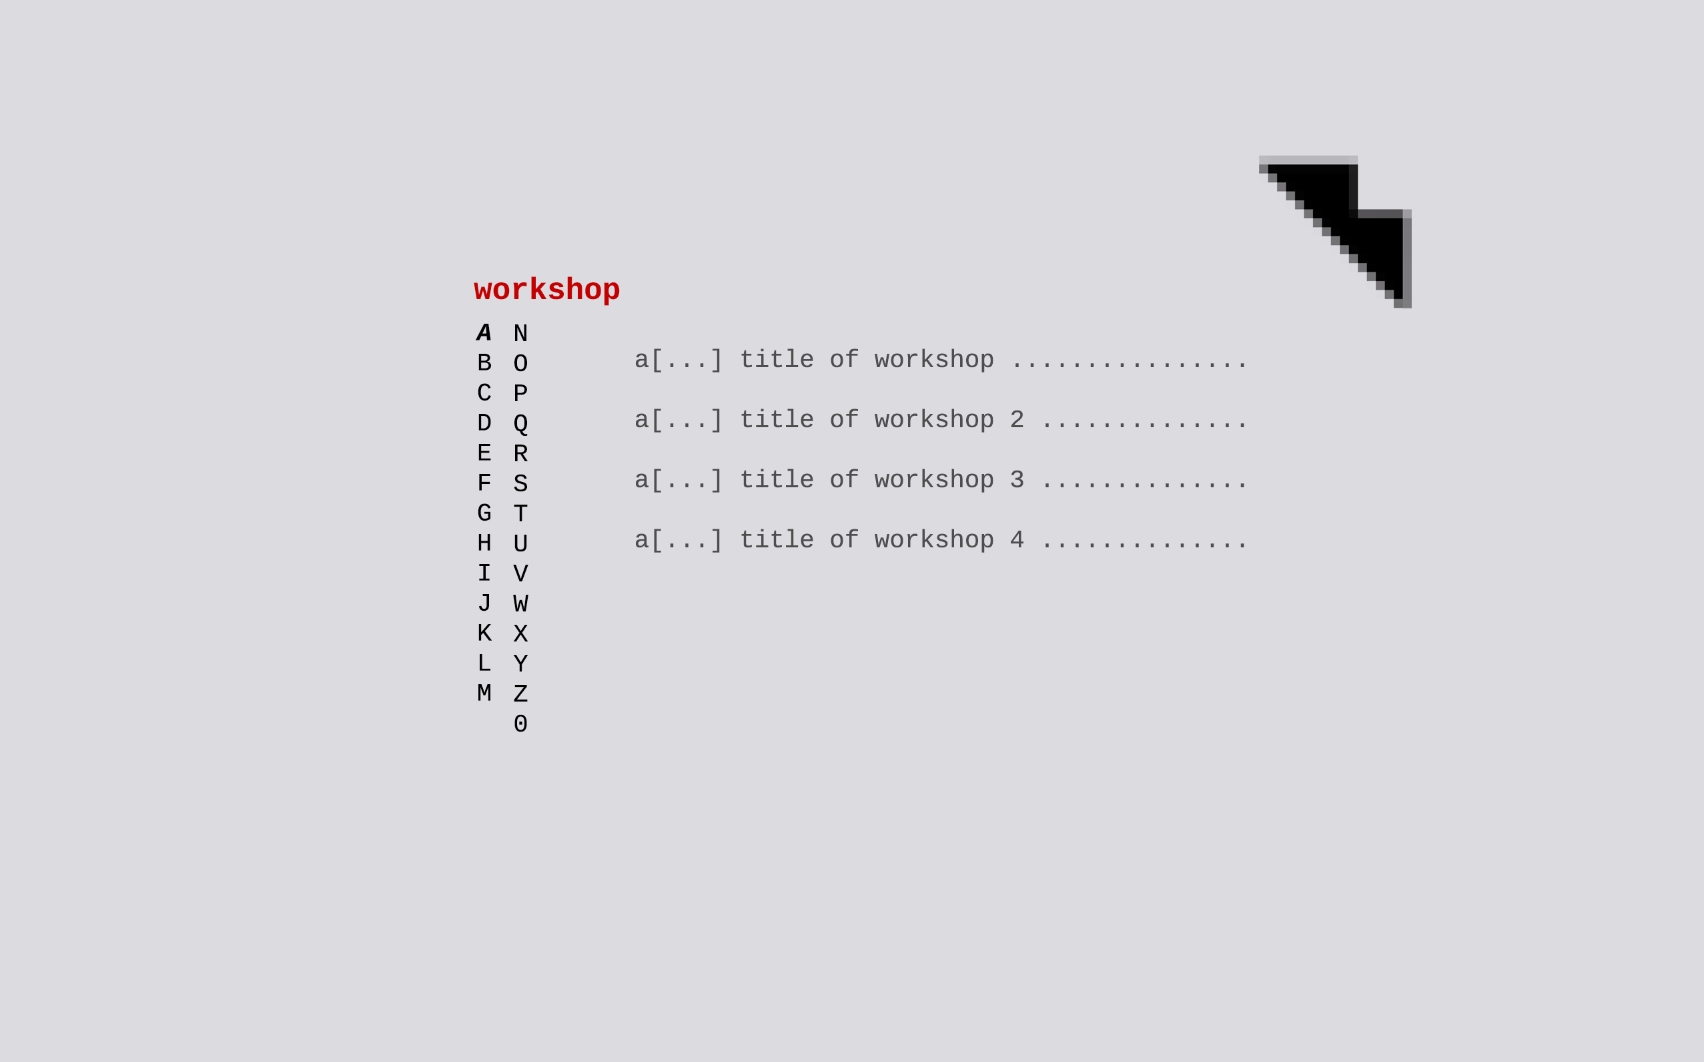 workshop
A N
B O
C P
D Q
E R
F S
G T
H U
I V
J W
K X
L Y
M Z
0
a[...] title of workshop ................
a[...] title of workshop 2 ..............
a[...] title of workshop 3 ..............
a[...] title of workshop 4 ..............